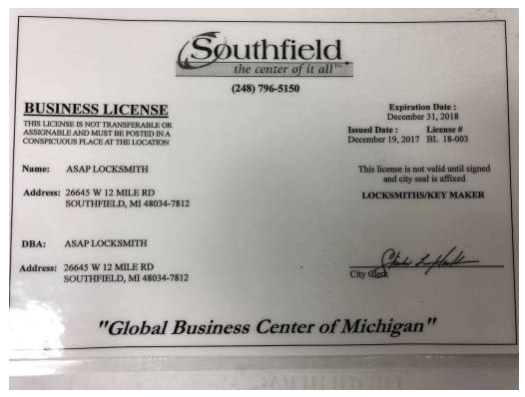 Southfield
the center of it all™
(248) 796-5150
BUSINESS LICENSE
THIS LICENSE IS NOT TRANSFERABLE OR
ASSIGNABLE AND MUST BE POSTED IN A
CONSPICUOUS PLACE AT THE LOCATION
Expiration Date :
December 31, 2018
Issued Date : License #
December 19, 2017 BL 18-003
Name: ASAP LOCKSMITH
Address: 26645 W 12 MILE RD
SOUTHFIELD, MI 48034-7812
This license is not valid until signed
and city seal is affixed
LOCKSMITHS/KEY MAKER
DBA: ASAP LOCKSMITH
Address: 26645 W 12 MILE RD
SOUTHFIELD, MI 48034-7812
City Clerk
"Global Business Center of Michigan"